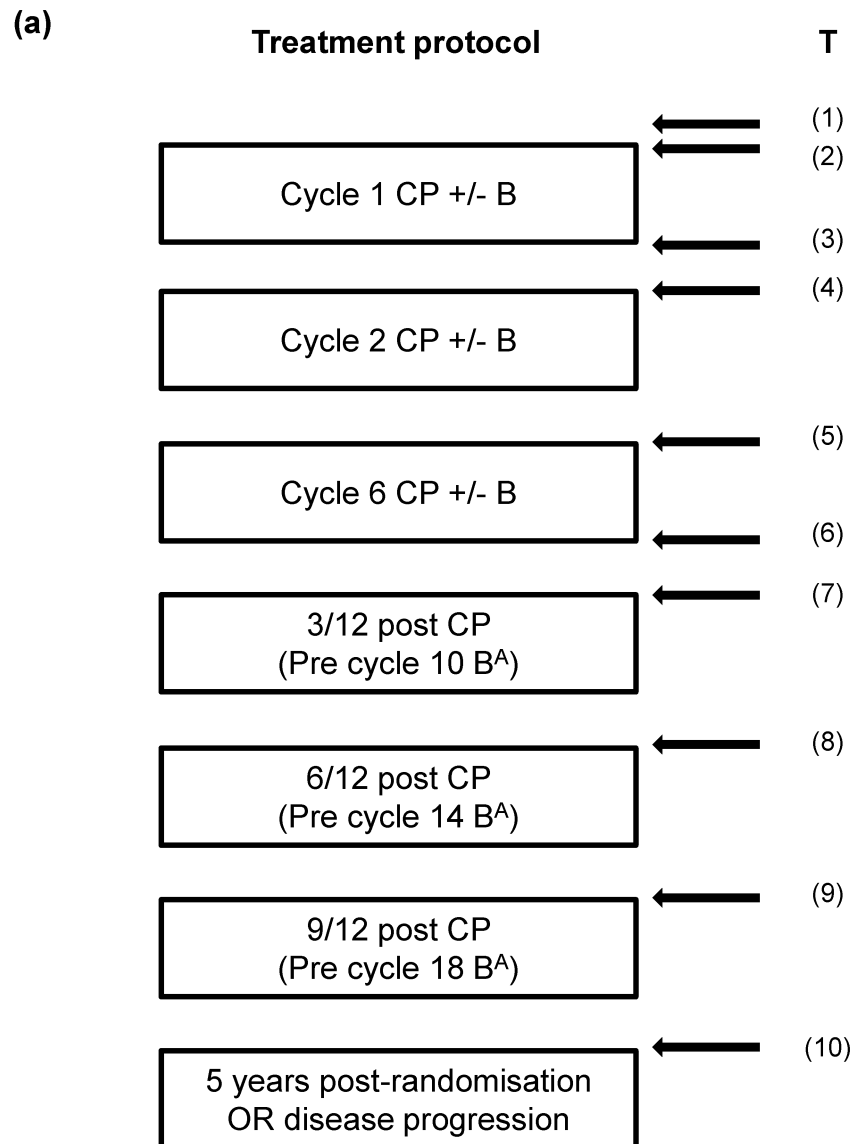 (a)
Treatment protocol T
(1)
(2)
Cycle 1 CP +/- B
(3)
(4)
Cycle 2 CP +/- B
(5)
Cycle 6 CP +/- B
(6)
(7)
3/12 post CP
(Pre cycle 10 Bᴬ)
(8)
6/12 post CP
(Pre cycle 14 Bᴬ)
(9)
9/12 post CP
(Pre cycle 18 Bᴬ)
(10)
5 years post-randomisation
OR disease progression